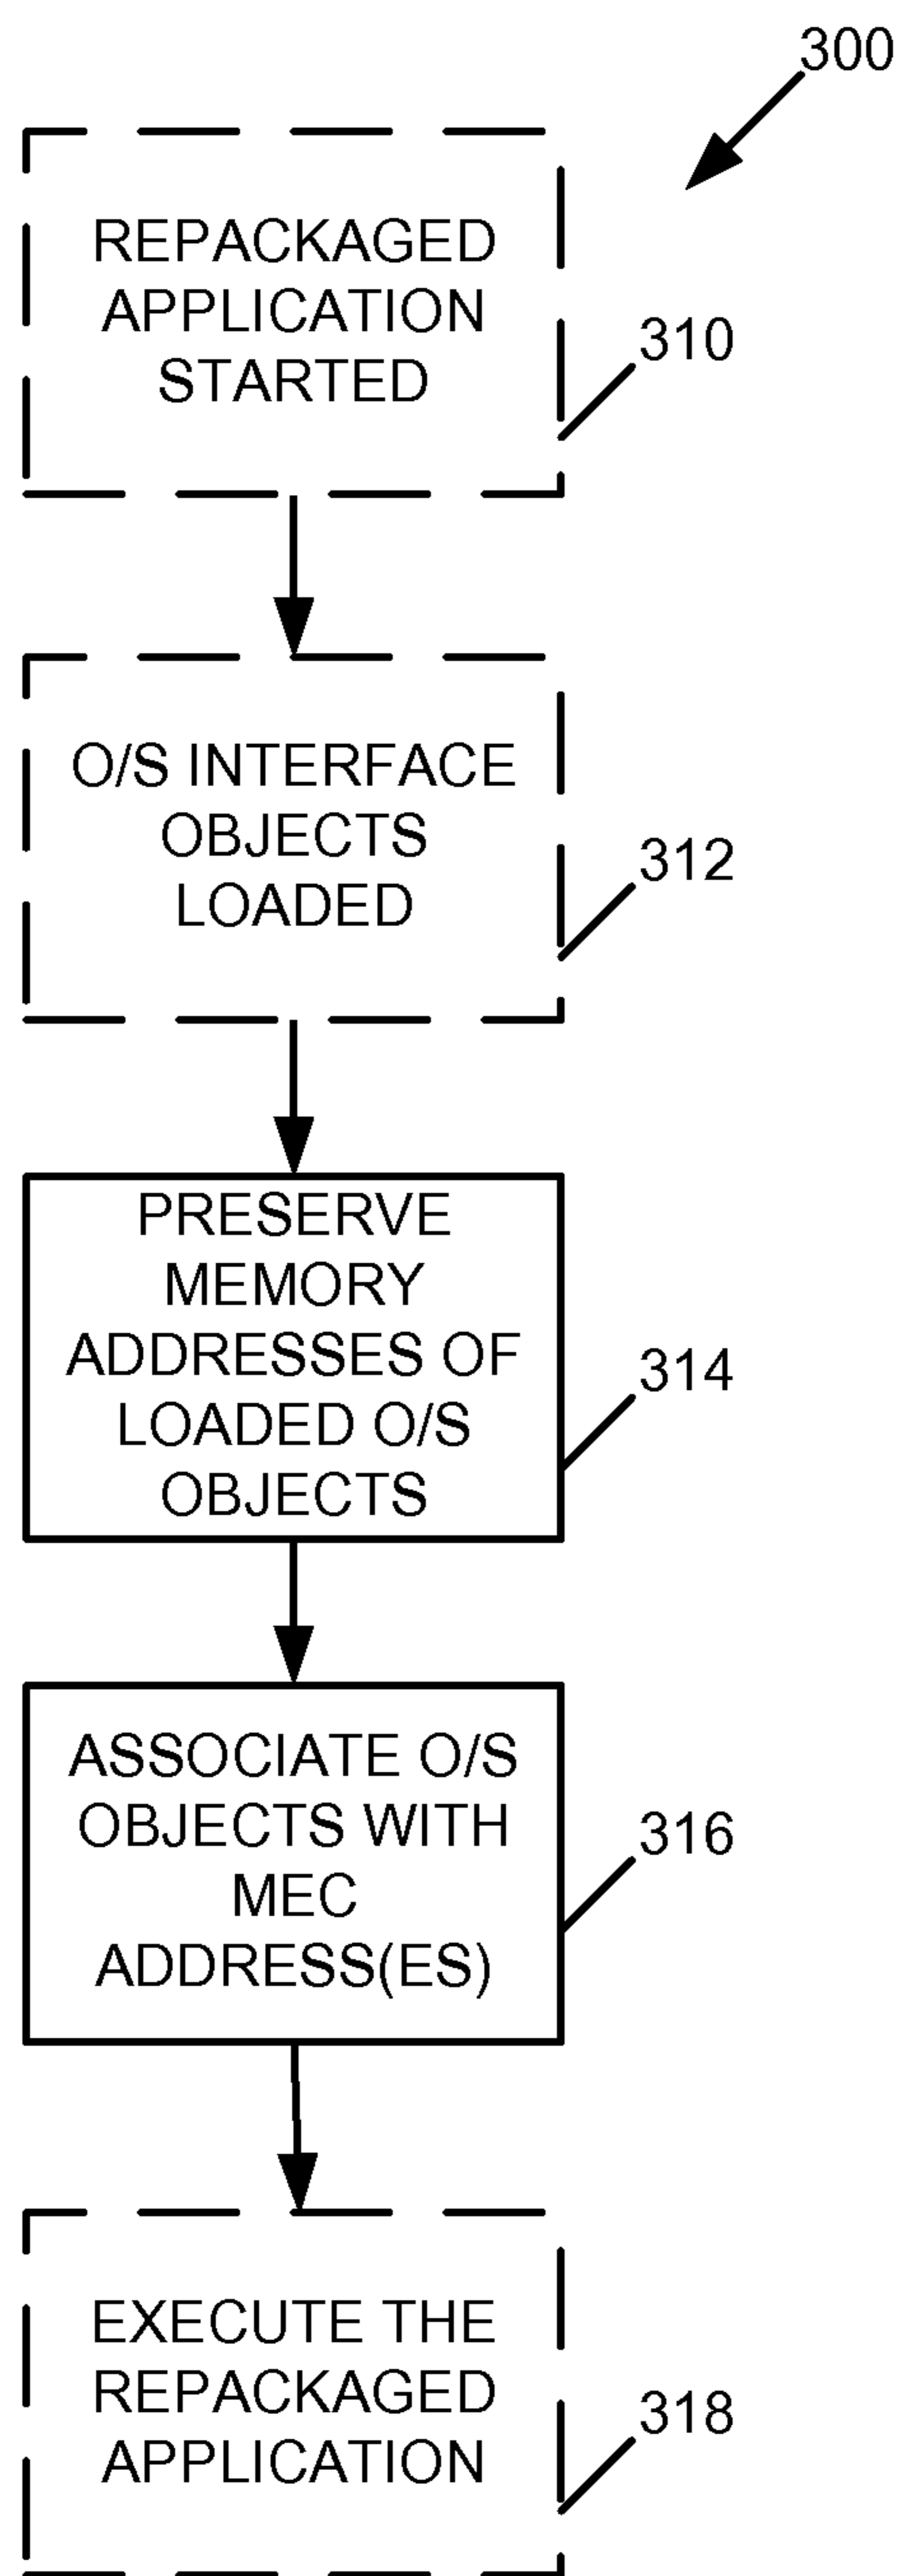 300
REPACKAGED
APPLICATION
STARTED
310
O/S INTERFACE
OBJECTS
LOADED
312
PRESERVE
MEMORY
ADDRESSES OF
LOADED O/S
OBJECTS
314
ASSOCIATE O/S
OBJECTS WITH
MEC
ADDRESS(ES)
316
EXECUTE THE
REPACKAGED
APPLICATION
318